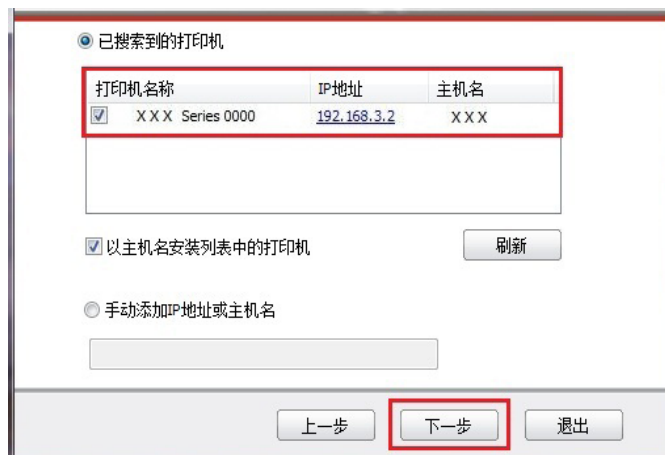 已搜索到的打印机
打印机名称 IP地址 主机名
XXX Series 0000 192.168.3.2 XXX
以主机名安装列表中的打印机 刷新
手动添加IP地址或主机名
上一步 下一步 退出